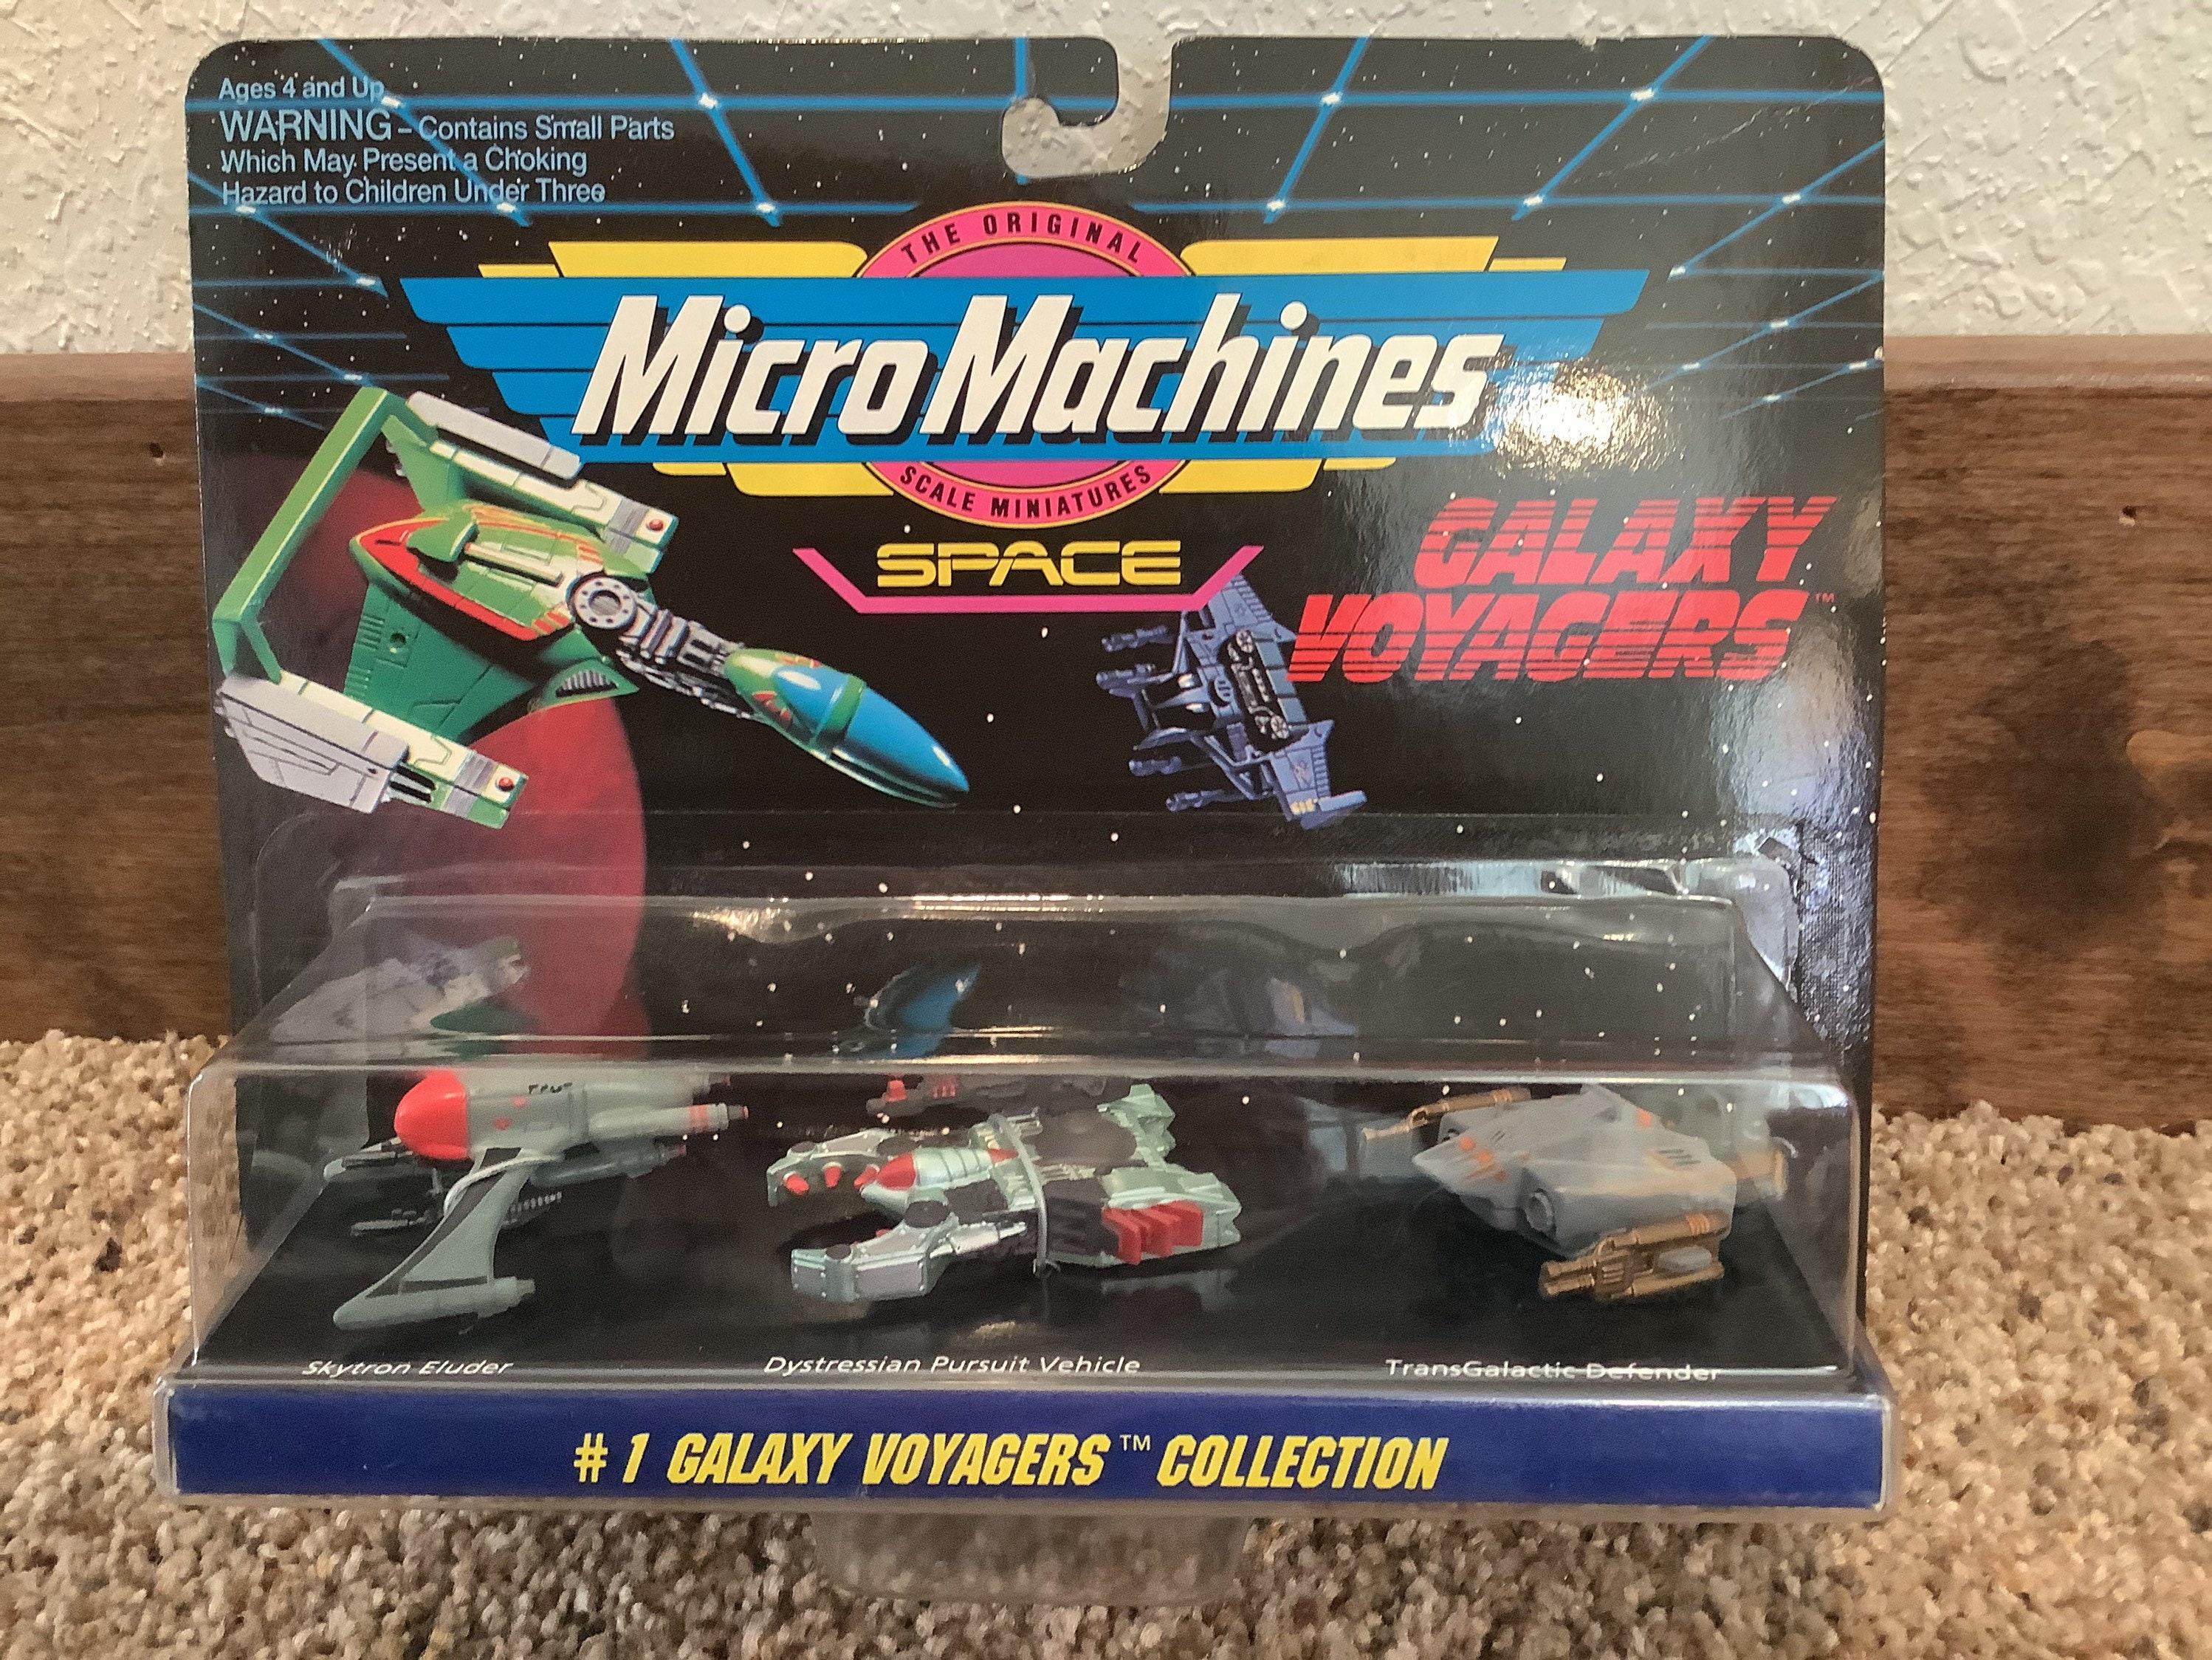 Ages 4 and Up
WARNING – Contains Small Parts
Which May Present a Choking
Hazard to Children Under Three
THE ORIGINAL
Micro Machines
SCALE MINIATURES
SPACE
GALAXY
VOYAGERS™
Skytron Eluder
Dystressian Pursuit Vehicle
TransGalactic Defender
# 1 GALAXY VOYAGERS™ COLLECTION